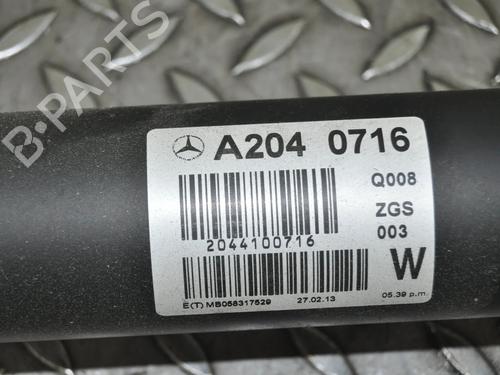 B-PARTS
A204 0716
Q008
ZGS
003
2044100716
W
E(T) MB058317529 27.02.13 05.39 p.m.